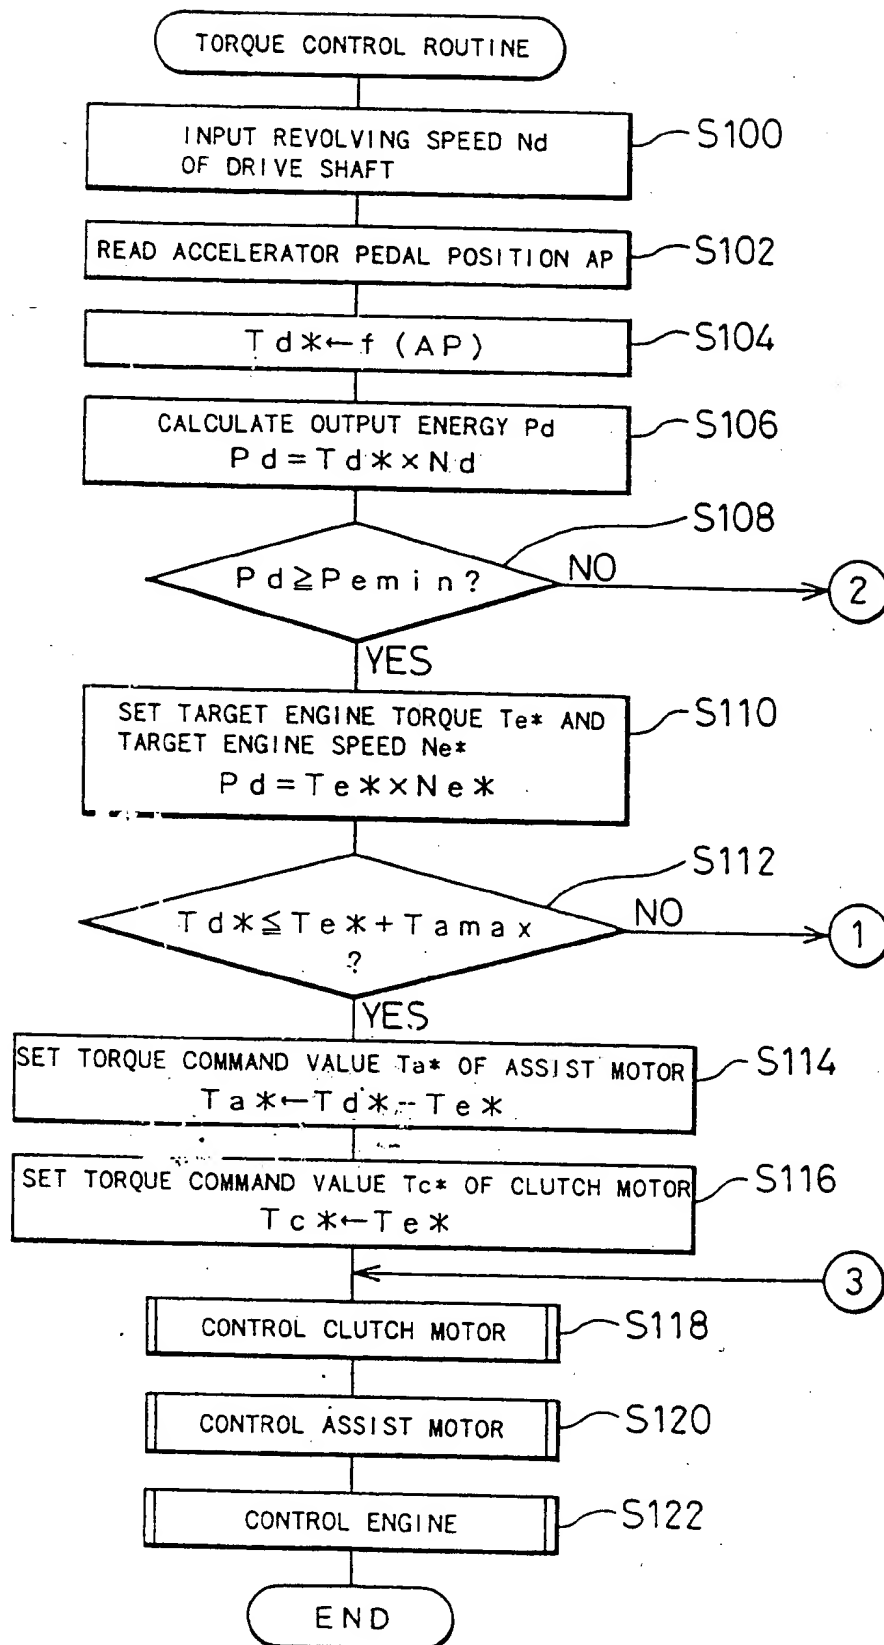 TORQUE CONTROL ROUTINE
INPUT REVOLVING SPEED Nd
OF DRIVE SHAFT
S100
READ ACCELERATOR PEDAL POSITION AP
S102
Td*←f(AP)
S104
CALCULATE OUTPUT ENERGY Pd
Pd=Td*×Nd
S106
S108
Pd≧Pemin?
NO
2
YES
SET TARGET ENGINE TORQUE Te* AND
TARGET ENGINE SPEED Ne*
Pd=Te*×Ne*
S110
S112
Td*≦Te*+Tamax
?
NO
1
YES
SET TORQUE COMMAND VALUE Ta* OF ASSIST MOTOR
Ta*←Td*-Te*
S114
SET TORQUE COMMAND VALUE Tc* OF CLUTCH MOTOR
Tc*←Te*
S116
3
CONTROL CLUTCH MOTOR
S118
CONTROL ASSIST MOTOR
S120
CONTROL ENGINE
S122
END